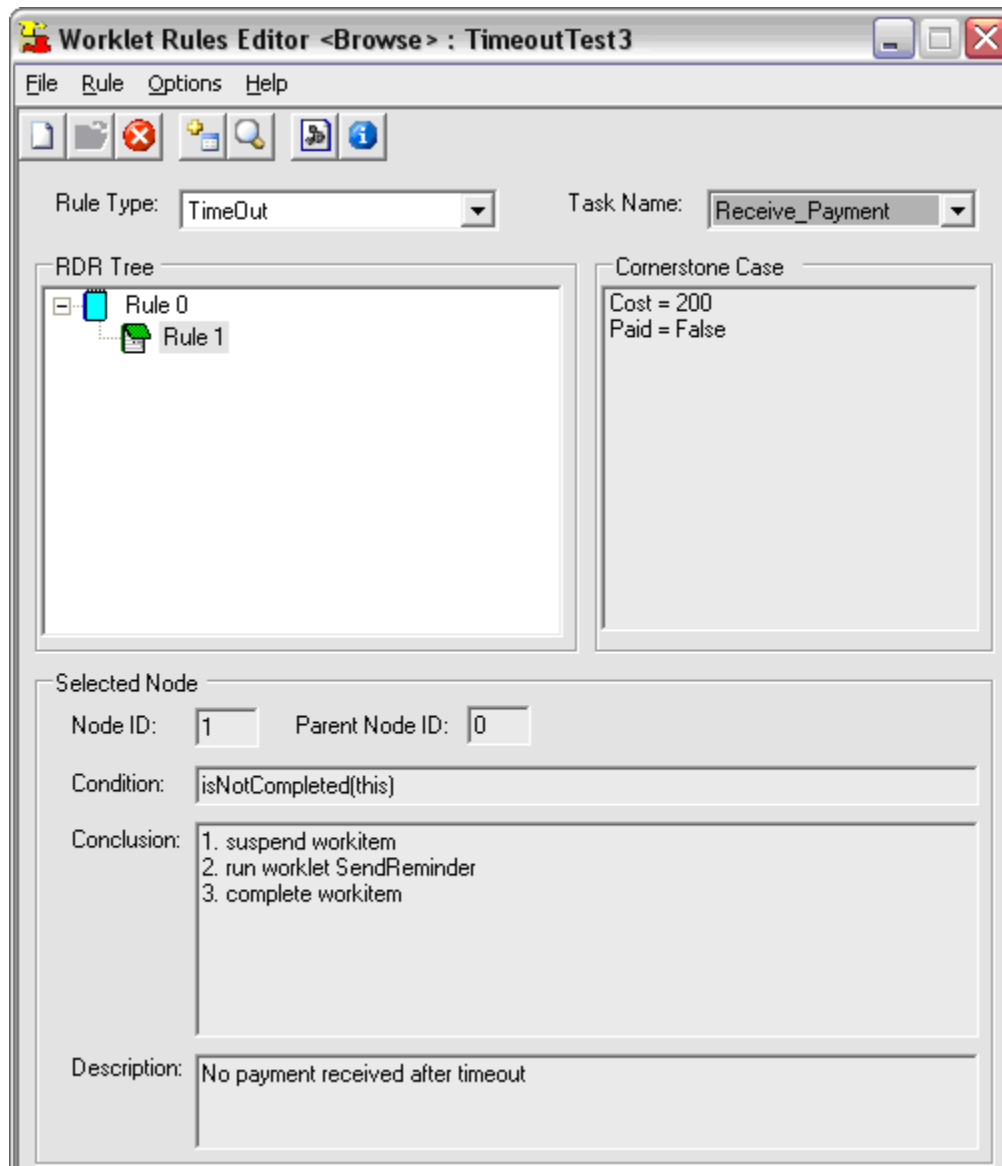 Worklet Rules Editor <Browse> : TimeoutTest3
File Rule Options Help
Rule Type: TimeOut Task Name: Receive_Payment
RDR Tree
Rule 0
Rule 1
Cornerstone Case
Cost = 200
Paid = False
Selected Node
Node ID: 1 Parent Node ID: 0
Condition: isNotCompleted(this)
Conclusion: 1. suspend workitem
2. run worklet SendReminder
3. complete workitem
Description: No payment received after timeout